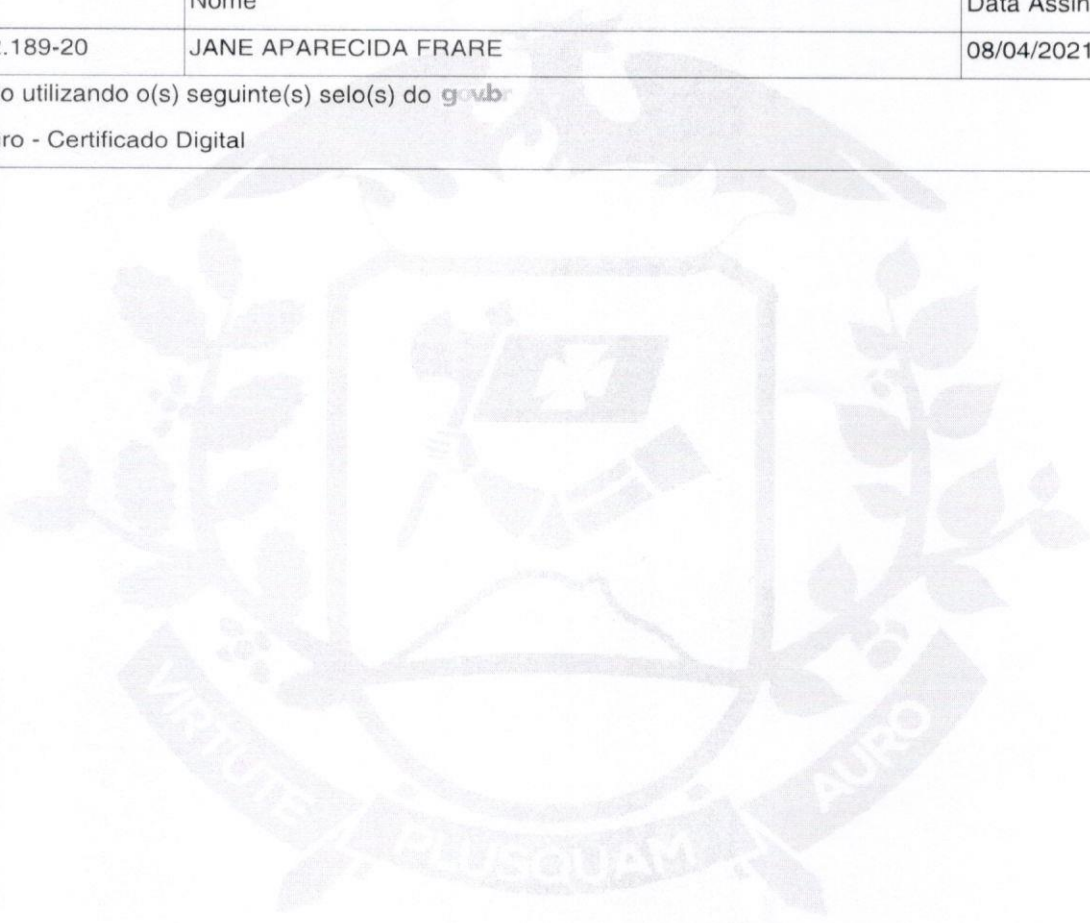 Nome Data Assin
.189-20 JANE APARECIDA FRARE 08/04/2021
o utilizando o(s) seguinte(s) selo(s) do gov.br
ro - Certificado Digital
VIRTUTE PLUSQUAM AURO